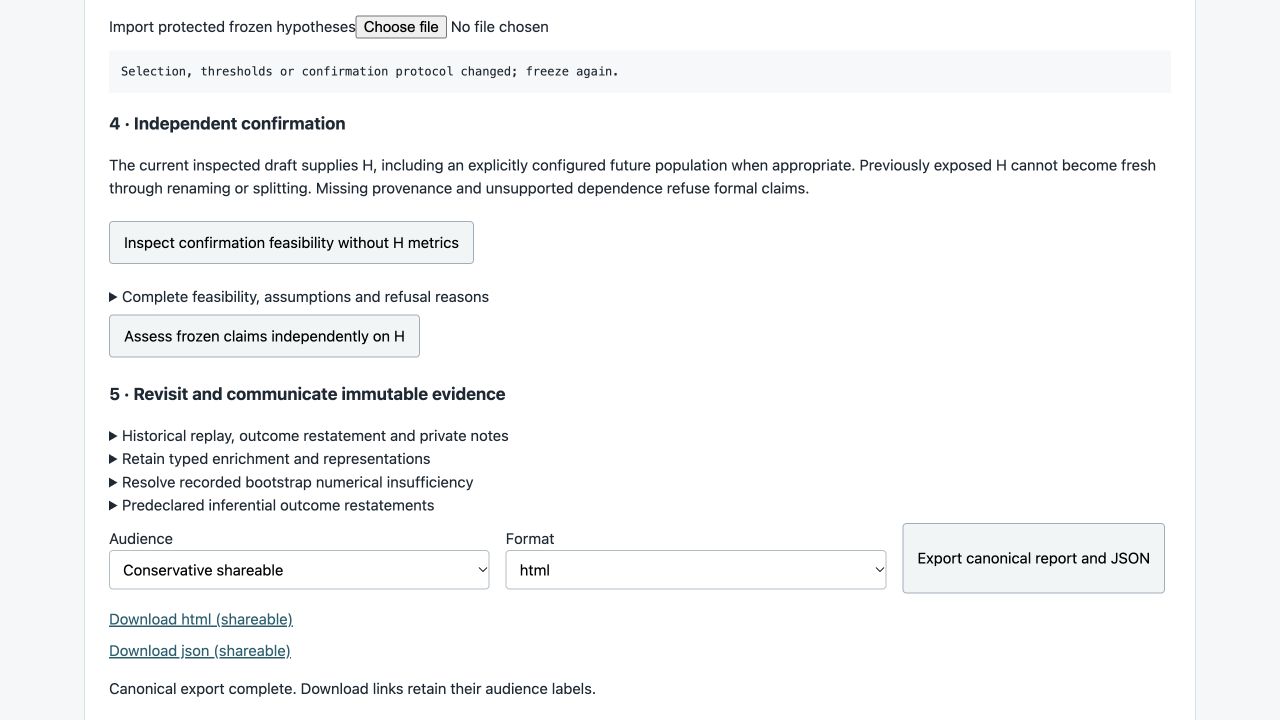 Import protected frozen hypotheses Choose file No file chosen
Selection, thresholds or confirmation protocol changed; freeze again.
4 · Independent confirmation
The current inspected draft supplies H, including an explicitly configured future population when appropriate. Previously exposed H cannot become fresh
through renaming or splitting. Missing provenance and unsupported dependence refuse formal claims.
Inspect confirmation feasibility without H metrics
Complete feasibility, assumptions and refusal reasons
Assess frozen claims independently on H
5 · Revisit and communicate immutable evidence
Historical replay, outcome restatement and private notes
Retain typed enrichment and representations
Resolve recorded bootstrap numerical insufficiency
Predeclared inferential outcome restatements
Audience
Conservative shareable
Format
html
Export canonical report and JSON
Download html (shareable)
Download json (shareable)
Canonical export complete. Download links retain their audience labels.